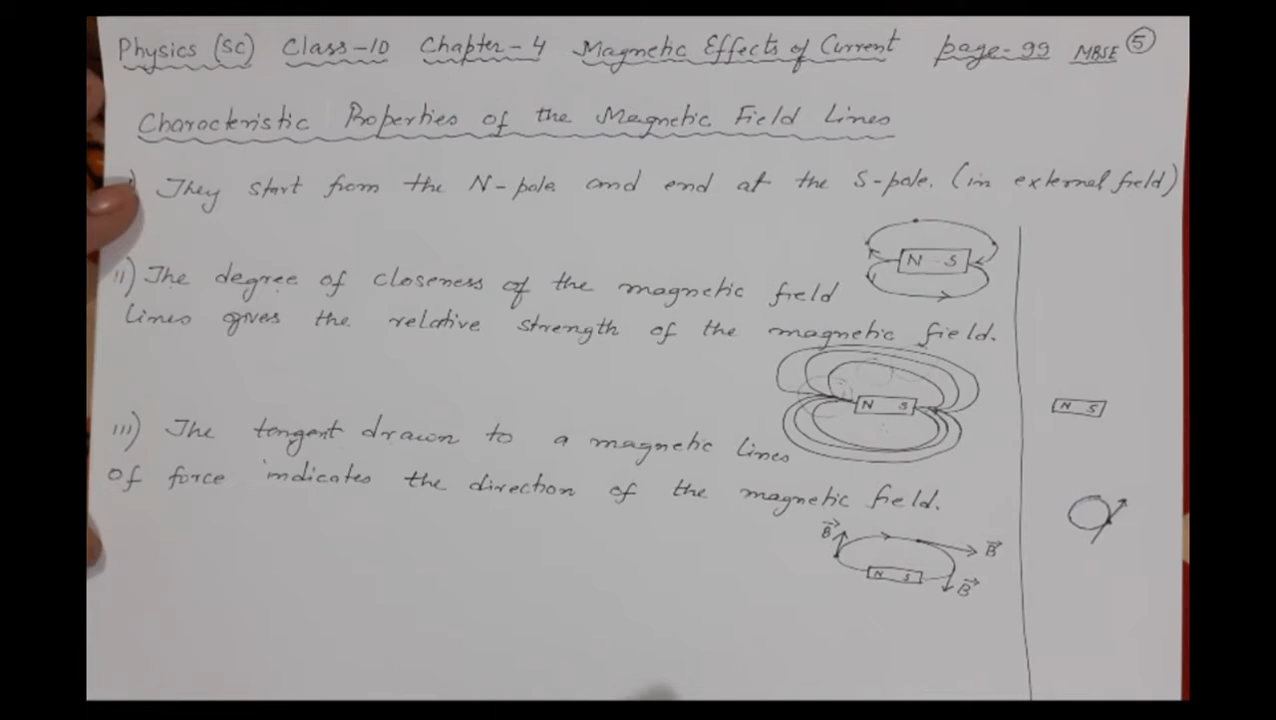 Physics (SC) Class-10 Chapter-4 Magnetic Effects of Current page-99 MBSE 5
Characteristic Properties of the Magnetic Field Lines
) They start from the N-pole and end at the S-pole. (in external field)
N S
ii) The degree of closeness of the magnetic field
lines gives the relative strength of the magnetic field.
N S
N S
iii) The tangent drawn to a magnetic lines
of force indicates the direction of the magnetic field.
B→ B→
N S
B→